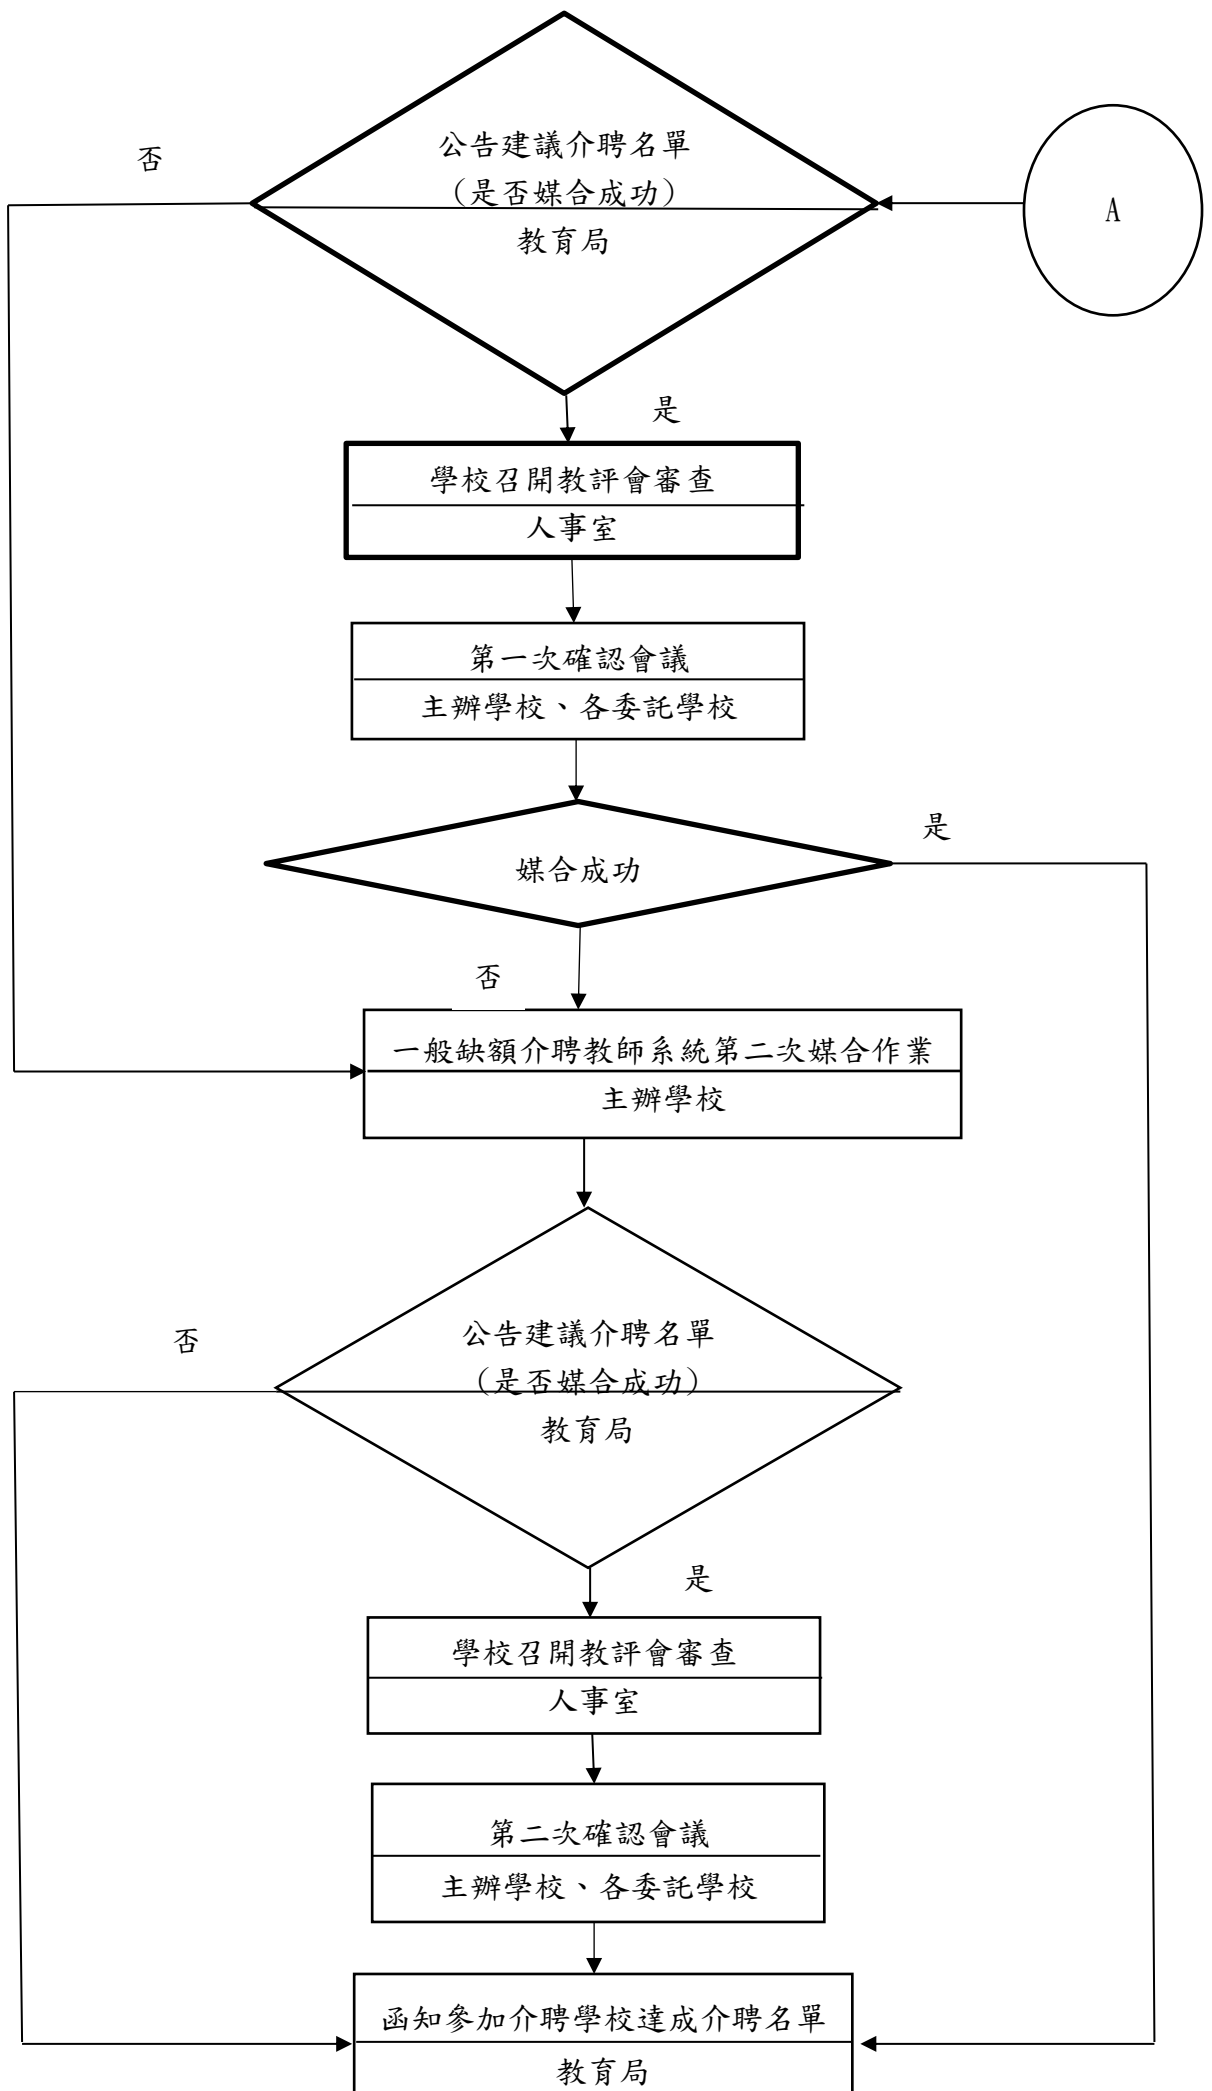 公告建議介聘名單
（是否媒合成功）
教育局
否
A
是
學校召開教評會審查
人事室
第一次確認會議
主辦學校、各委託學校
是
媒合成功
否
一般缺額介聘教師系統第二次媒合作業
主辦學校
公告建議介聘名單
（是否媒合成功）
教育局
否
是
學校召開教評會審查
人事室
第二次確認會議
主辦學校、各委託學校
函知參加介聘學校達成介聘名單
教育局